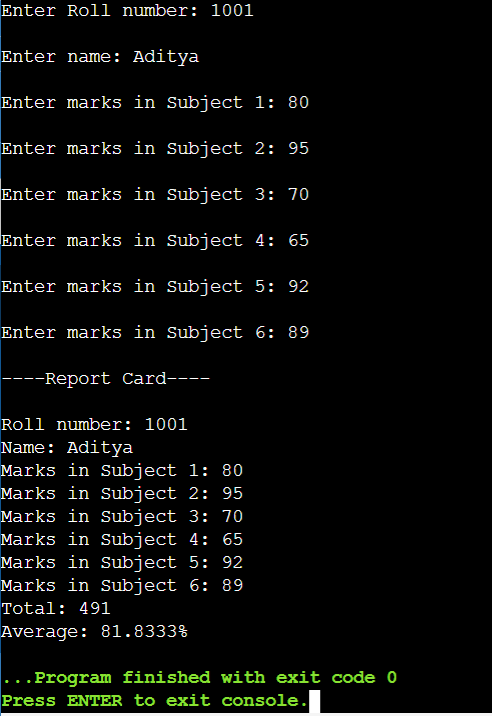 Enter Roll number: 1001
Enter name: Aditya
Enter marks in Subject 1: 80
Enter marks in Subject 2: 95
Enter marks in Subject 3: 70
Enter marks in Subject 4: 65
Enter marks in Subject 5: 92
Enter marks in Subject 6: 89
----Report Card----
Roll number: 1001
Name: Aditya
Marks in Subject 1: 80
Marks in Subject 2: 95
Marks in Subject 3: 70
Marks in Subject 4: 65
Marks in Subject 5: 92
Marks in Subject 6: 89
Total: 491
Average: 81.8333%
...Program finished with exit code 0
Press ENTER to exit console.